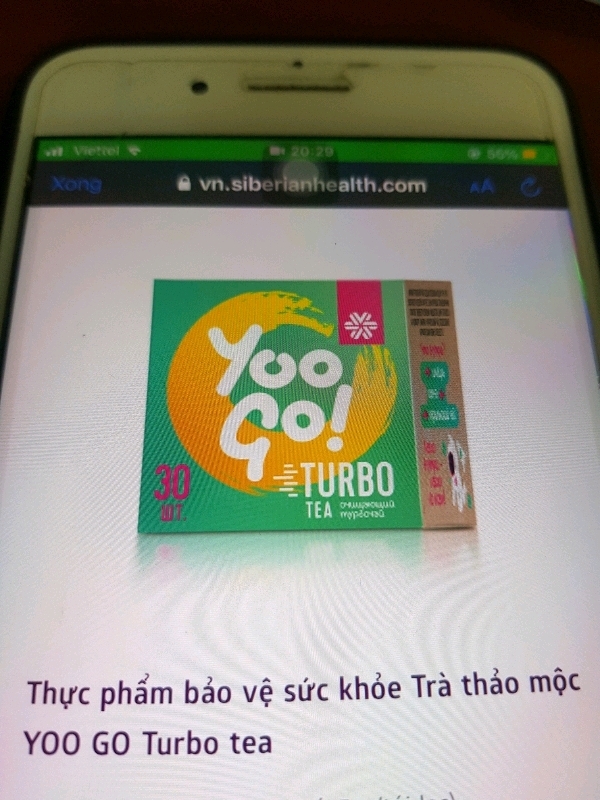 Viettel 20:29 55%
Xong vn.siberianhealth.com AA
Yoo
Go!
30
ШТ.
TURBO
TEA очищающий
турбочай
Thực phẩm bảo vệ sức khỏe Trà thảo mộc
YOO GO Turbo tea